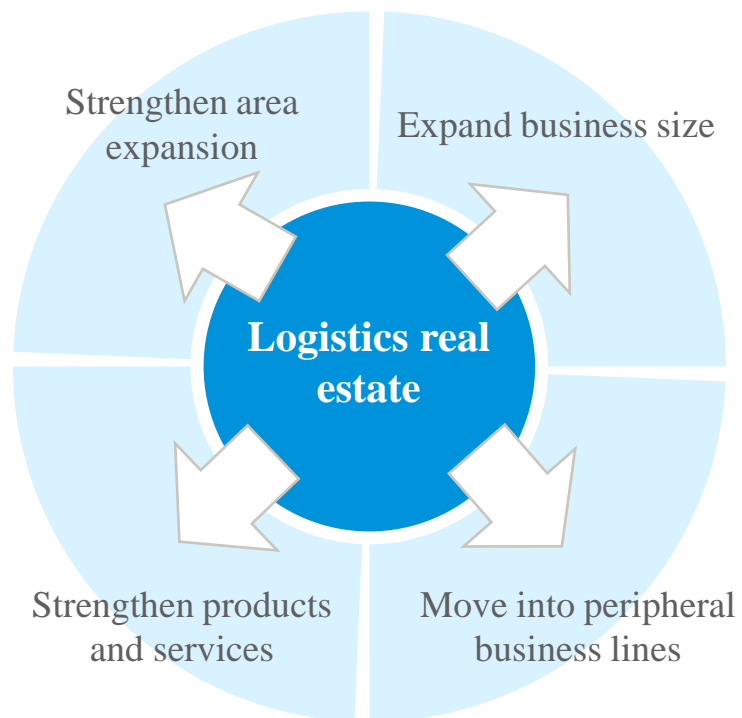 Strengthen area
expansion
Expand business size
Logistics real
estate
Strengthen products
and services
Move into peripheral
business lines